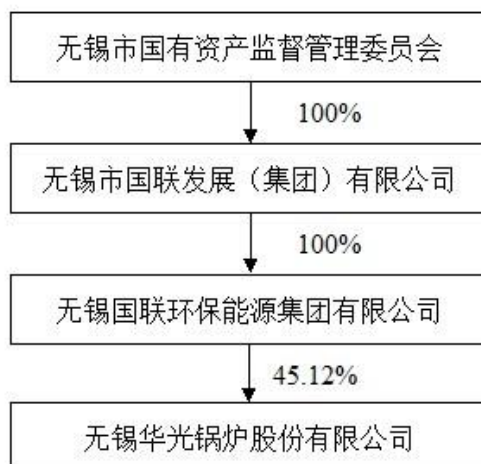 无锡市国有资产监督管理委员会
100%
无锡市国联发展（集团）有限公司
100%
无锡国联环保能源集团有限公司
45.12%
无锡华光锅炉股份有限公司